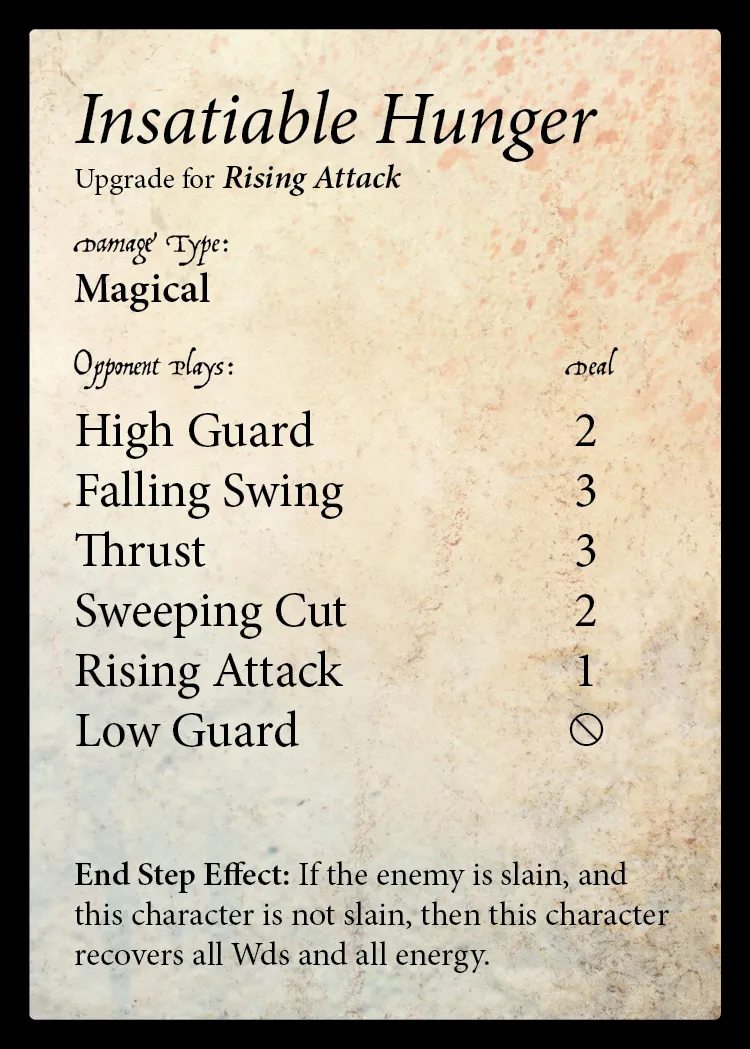 Insatiable Hunger
Upgrade for Rising Attack
Damage Type:
Magical
Opponent Plays: Deal
High Guard 2
Falling Swing 3
Thrust 3
Sweeping Cut 2
Rising Attack 1
Low Guard 🛇
End Step Effect: If the enemy is slain, and
this character is not slain, then this character
recovers all Wds and all energy.